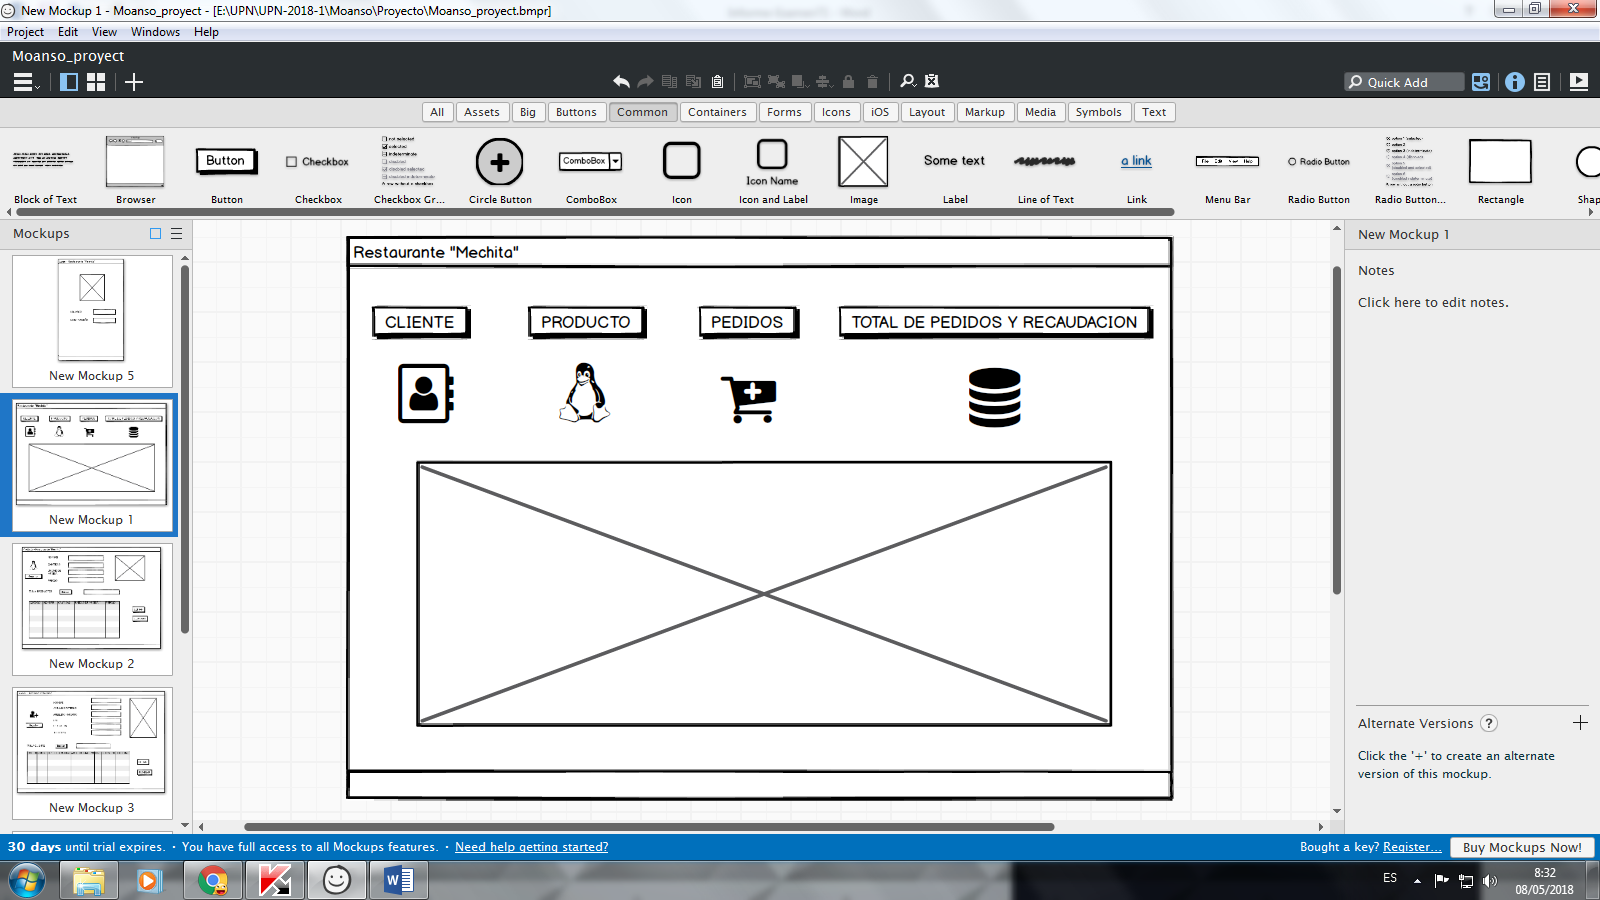 New Mockup 1 - Moanso_proyect - [E:\UPN\UPN-2018-1\Moanso\Proyecto\Moanso_proyect.bmpr]
Project Edit View Windows Help
Moanso_proyect
Quick Add
All Assets Big Buttons Common Containers Forms Icons iOS Layout Markup Media Symbols Text
Button
Checkbox
ComboBox
Icon Name
Some text
a link
File Edit View Help
Radio Button
Block of Text Browser Button Checkbox Checkbox Gr... Circle Button ComboBox Icon Icon and Label Image Label Line of Text Link Menu Bar Radio Button Radio Button... Rectangle Shap
Mockups
New Mockup 5
New Mockup 1
New Mockup 2
New Mockup 3
Restaurante "Mechita"
CLIENTE PRODUCTO PEDIDOS TOTAL DE PEDIDOS Y RECAUDACION
New Mockup 1
Notes
Click here to edit notes.
Alternate Versions ?
Click the '+' to create an alternate
version of this mockup.
30 days until trial expires. · You have full access to all Mockups features. · Need help getting started?
Bought a key? Register... Buy Mockups Now!
ES
8:32
08/05/2018